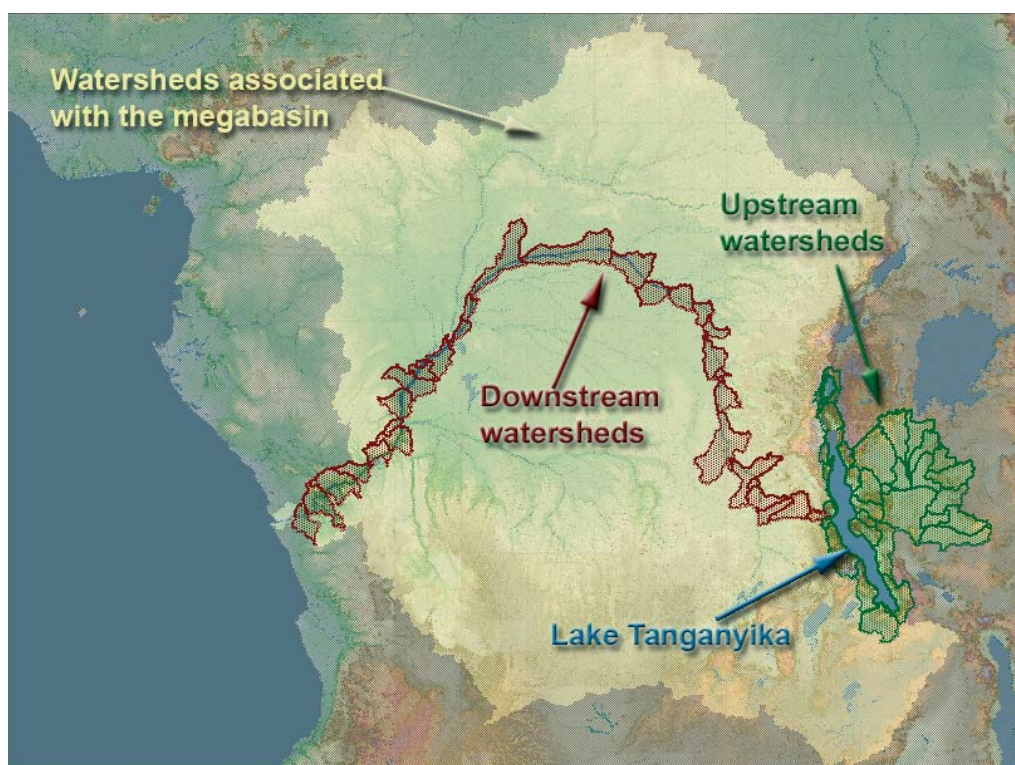 Watersheds associated
with the megabasin
Upstream
watersheds
Downstream
watersheds
Lake Tanganyika